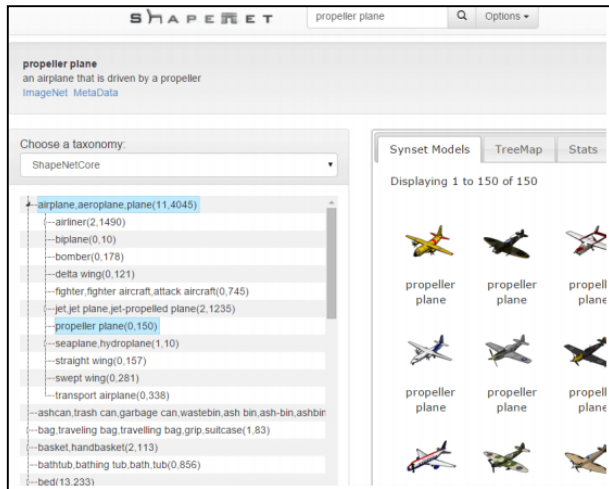 SHAPENET
propeller plane
Options
propeller plane
an airplane that is driven by a propeller
ImageNet MetaData
Choose a taxonomy:
ShapeNetCore
airplane,aeroplane,plane(11,4045)
airliner(2,1490)
biplane(0,10)
bomber(0,178)
delta wing(0,121)
fighter,fighter aircraft,attack aircraft(0,745)
jet,jet plane,jet-propelled plane(2,1235)
propeller plane(0,150)
seaplane,hydroplane(1,10)
straight wing(0,157)
swept wing(0,281)
transport airplane(0,338)
ashcan,trash can,garbage can,wastebin,ash bin,ash-bin,ashbin
bag,traveling bag,travelling bag,grip,suitcase(1,83)
basket,handbasket(2,113)
bathtub,bathing tub,bath,tub(0,856)
bed(13,233)
Synset Models TreeMap Stats
Displaying 1 to 150 of 150
propeller plane
propeller plane
propell plane
propeller plane
propeller plane
propell plane